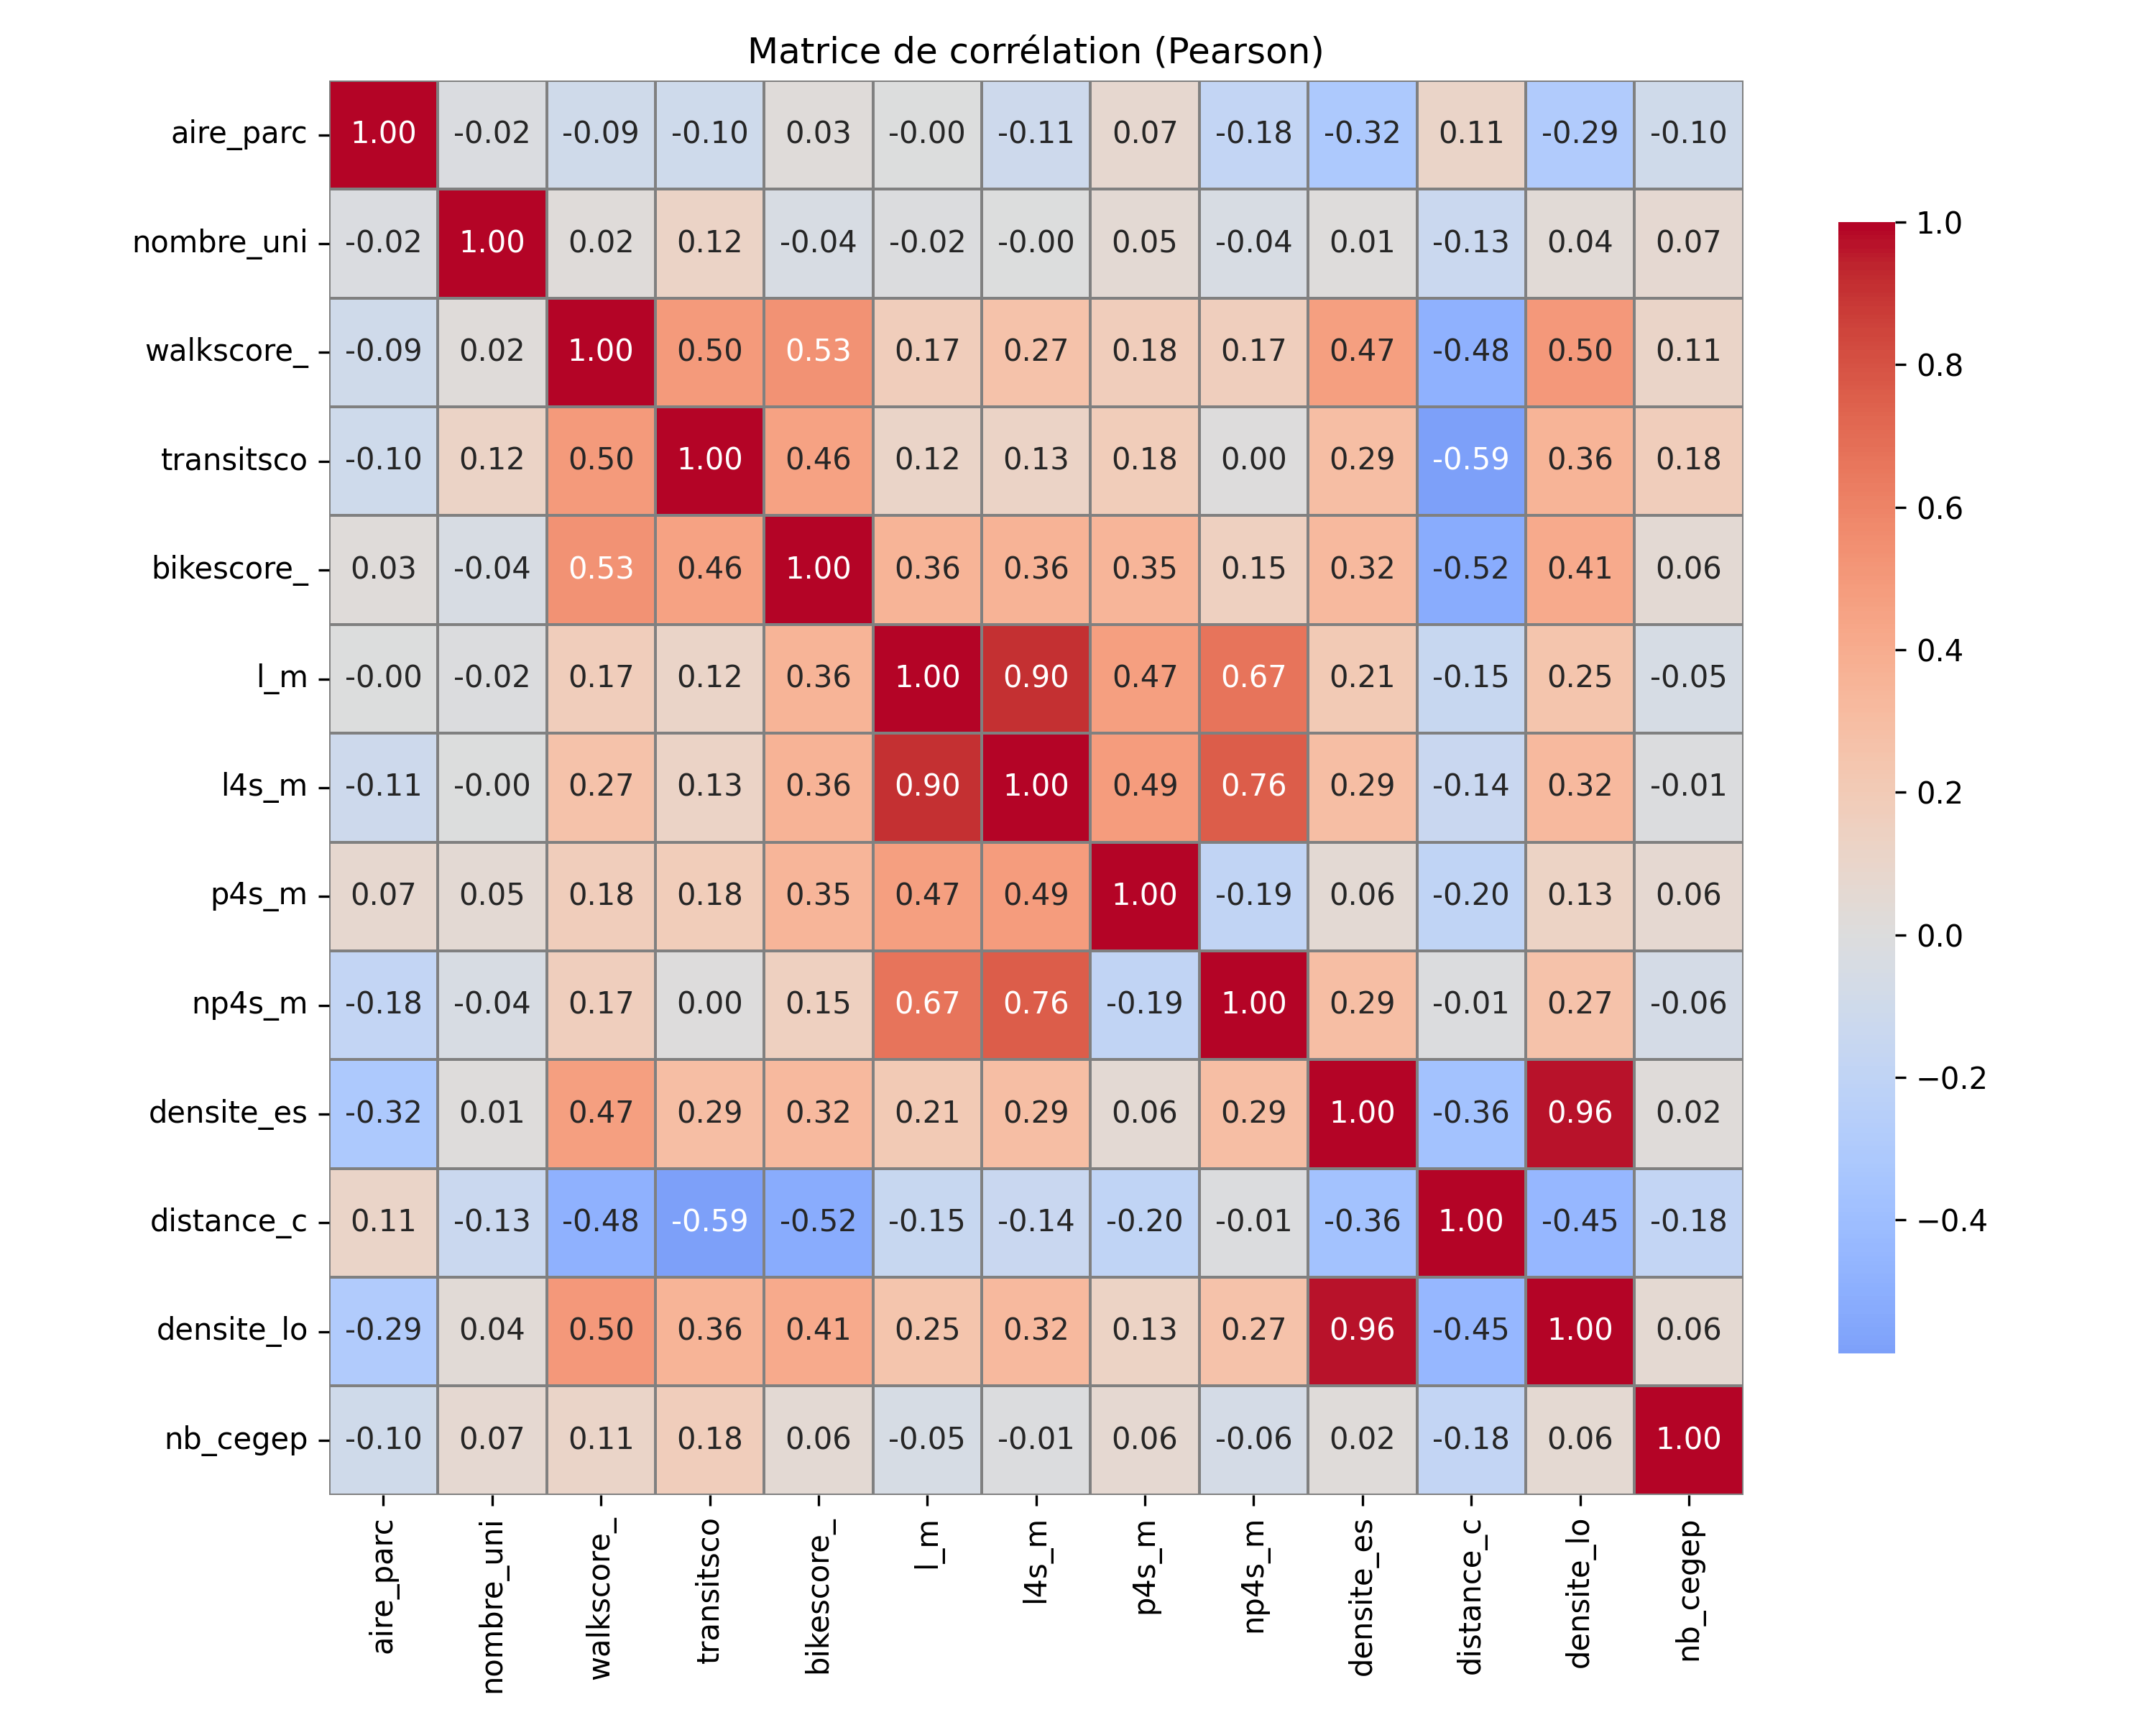 Matrice de corrélation (Pearson)
aire_parc 1.00 -0.02 -0.09 -0.10 0.03 -0.00 -0.11 0.07 -0.18 -0.32 0.11 -0.29 -0.10
nombre_uni -0.02 1.00 0.02 0.12 -0.04 -0.02 -0.00 0.05 -0.04 0.01 -0.13 0.04 0.07
walkscore_ -0.09 0.02 1.00 0.50 0.53 0.17 0.27 0.18 0.17 0.47 -0.48 0.50 0.11
transitsco -0.10 0.12 0.50 1.00 0.46 0.12 0.13 0.18 0.00 0.29 -0.59 0.36 0.18
bikescore_ 0.03 -0.04 0.53 0.46 1.00 0.36 0.36 0.35 0.15 0.32 -0.52 0.41 0.06
l_m -0.00 -0.02 0.17 0.12 0.36 1.00 0.90 0.47 0.67 0.21 -0.15 0.25 -0.05
l4s_m -0.11 -0.00 0.27 0.13 0.36 0.90 1.00 0.49 0.76 0.29 -0.14 0.32 -0.01
p4s_m 0.07 0.05 0.18 0.18 0.35 0.47 0.49 1.00 -0.19 0.06 -0.20 0.13 0.06
np4s_m -0.18 -0.04 0.17 0.00 0.15 0.67 0.76 -0.19 1.00 0.29 -0.01 0.27 -0.06
densite_es -0.32 0.01 0.47 0.29 0.32 0.21 0.29 0.06 0.29 1.00 -0.36 0.96 0.02
distance_c 0.11 -0.13 -0.48 -0.59 -0.52 -0.15 -0.14 -0.20 -0.01 -0.36 1.00 -0.45 -0.18
densite_lo -0.29 0.04 0.50 0.36 0.41 0.25 0.32 0.13 0.27 0.96 -0.45 1.00 0.06
nb_cegep -0.10 0.07 0.11 0.18 0.06 -0.05 -0.01 0.06 -0.06 0.02 -0.18 0.06 1.00
aire_parc nombre_uni walkscore_ transitsco bikescore_ l_m l4s_m p4s_m np4s_m densite_es distance_c densite_lo nb_cegep
1.0
0.8
0.6
0.4
0.2
0.0
−0.2
−0.4